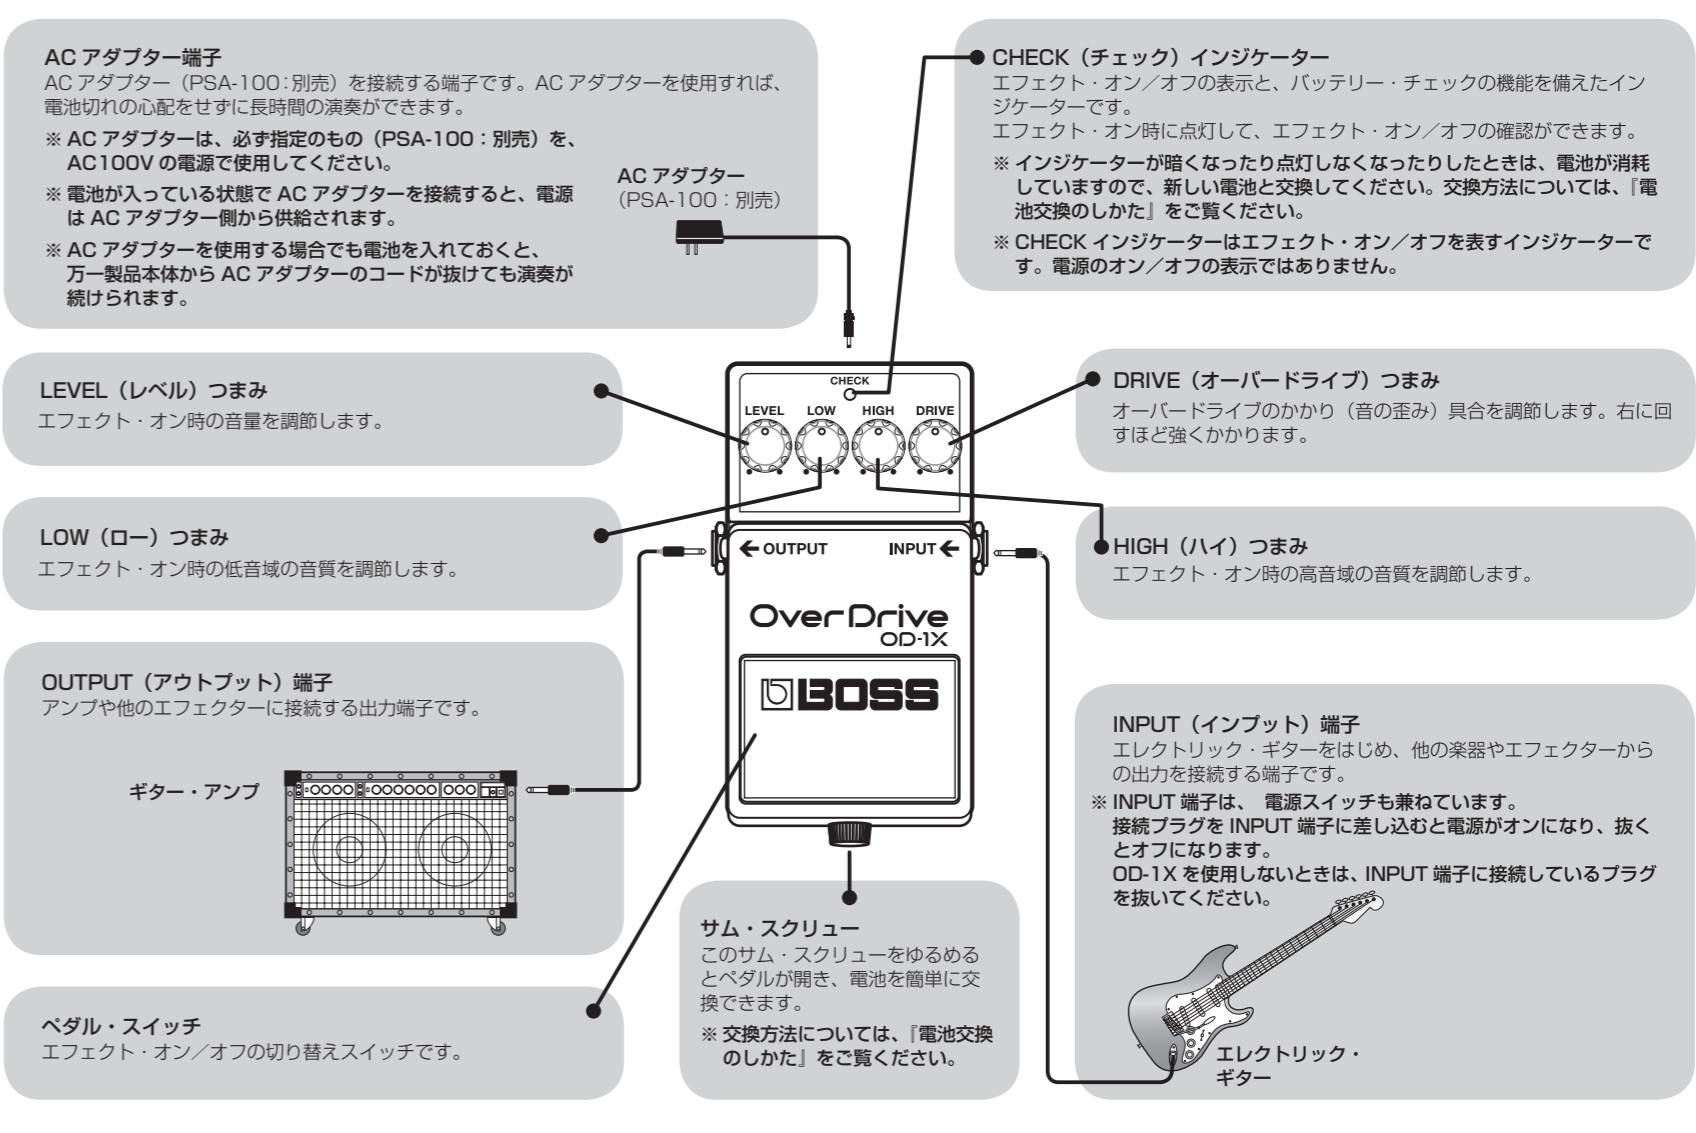 AC アダプター端子
AC アダプター（PSA-100：別売）を接続する端子です。AC アダプターを使用すれば、
電池切れの心配をせずに長時間の演奏ができます。
※ AC アダプターは、必ず指定のもの（PSA-100：別売）を、
AC100V の電源で使用してください。
※ 電池が入っている状態で AC アダプターを接続すると、電源
は AC アダプター側から供給されます。
※ AC アダプターを使用する場合でも電池を入れておくと、
万一製品本体から AC アダプターのコードが抜けても演奏が
続けられます。
AC アダプター
（PSA-100：別売）
CHECK（チェック）インジケーター
エフェクト・オン／オフの表示と、バッテリー・チェックの機能を備えたイン
ジケーターです。
エフェクト・オン時に点灯して、エフェクト・オン／オフの確認ができます。
※ インジケーターが暗くなったり点灯しなくなったりしたときは、電池が消耗
していますので、新しい電池と交換してください。交換方法については、『電
池交換のしかた』をご覧ください。
※ CHECK インジケーターはエフェクト・オン／オフを表すインジケーターで
す。電源のオン／オフの表示ではありません。
LEVEL（レベル）つまみ
エフェクト・オン時の音量を調節します。
LOW（ロー）つまみ
エフェクト・オン時の低音域の音質を調節します。
OUTPUT（アウトプット）端子
アンプや他のエフェクターに接続する出力端子です。
ギター・アンプ
ペダル・スイッチ
エフェクト・オン／オフの切り替えスイッチです。
CHECK
LEVEL LOW HIGH DRIVE
OUTPUT INPUT
OverDrive
OD-1X
BOSS
サム・スクリュー
このサム・スクリューをゆるめる
とペダルが開き、電池を簡単に交
換できます。
※ 交換方法については、『電池交換
のしかた』をご覧ください。
DRIVE（オーバードライブ）つまみ
オーバードライブのかかり（音の歪み）具合を調節します。右に回
すほど強くかかります。
HIGH（ハイ）つまみ
エフェクト・オン時の高音域の音質を調節します。
INPUT（インプット）端子
エレクトリック・ギターをはじめ、他の楽器やエフェクターから
の出力を接続する端子です。
※ INPUT 端子は、 電源スイッチも兼ねています。
接続プラグを INPUT 端子に差し込むと電源がオンになり、抜く
とオフになります。
OD-1X を使用しないときは、INPUT 端子に接続しているプラグ
を抜いてください。
エレクトリック・
ギター